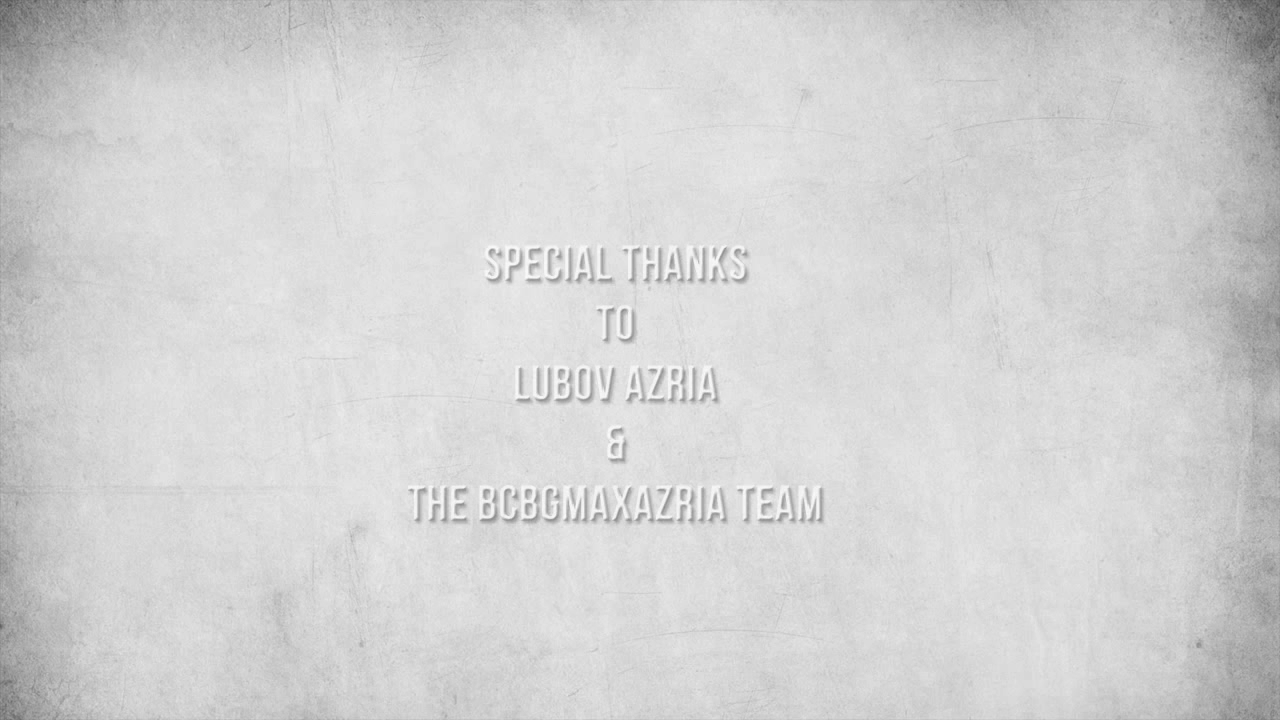 SPECIAL THANKS
TO
LUBOV AZRIA
&
THE BCBGMAXAZRIA TEAM